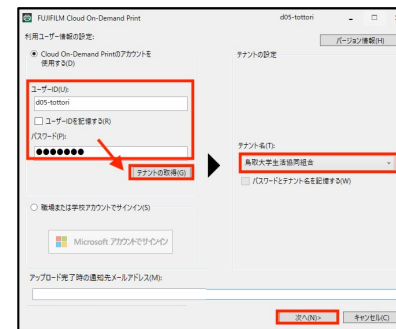 FUJIFILM Cloud On-Demand Print
d05-tottori
利用ユーザー情報の設定:
バージョン情報(H)
Cloud On-Demand Printのアカウントを
使用する(D)
テナントの設定
ユーザーID(U):
d05-tottori
ユーザーIDを記憶する(R)
パスワード(P):
テナント名(T):
鳥取大学生活協同組合
テナントの取得(G)
パスワードとテナント名を記憶する(W)
職場または学校アカウントでサインイン(S)
Microsoft アカウントでサインイン
アップロード完了時の通知先メールアドレス(M):
次へ(N)>
キャンセル(C)